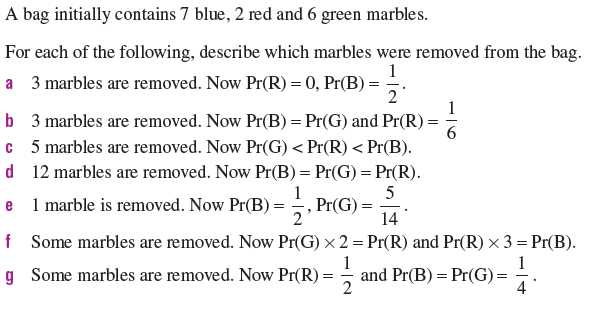 A bag initially contains 7 blue, 2 red and 6 green marbles.
For each of the following, describe which marbles were removed from the bag.
a 3 marbles are removed. Now Pr(R) = 0, Pr(B) = 1/2.
b 3 marbles are removed. Now Pr(B) = Pr(G) and Pr(R) = 1/6
c 5 marbles are removed. Now Pr(G) < Pr(R) < Pr(B).
d 12 marbles are removed. Now Pr(B) = Pr(G) = Pr(R).
e 1 marble is removed. Now Pr(B) = 1/2, Pr(G) = 5/14.
f Some marbles are removed. Now Pr(G) × 2 = Pr(R) and Pr(R) × 3 = Pr(B).
g Some marbles are removed. Now Pr(R) = 1/2 and Pr(B) = Pr(G) = 1/4.